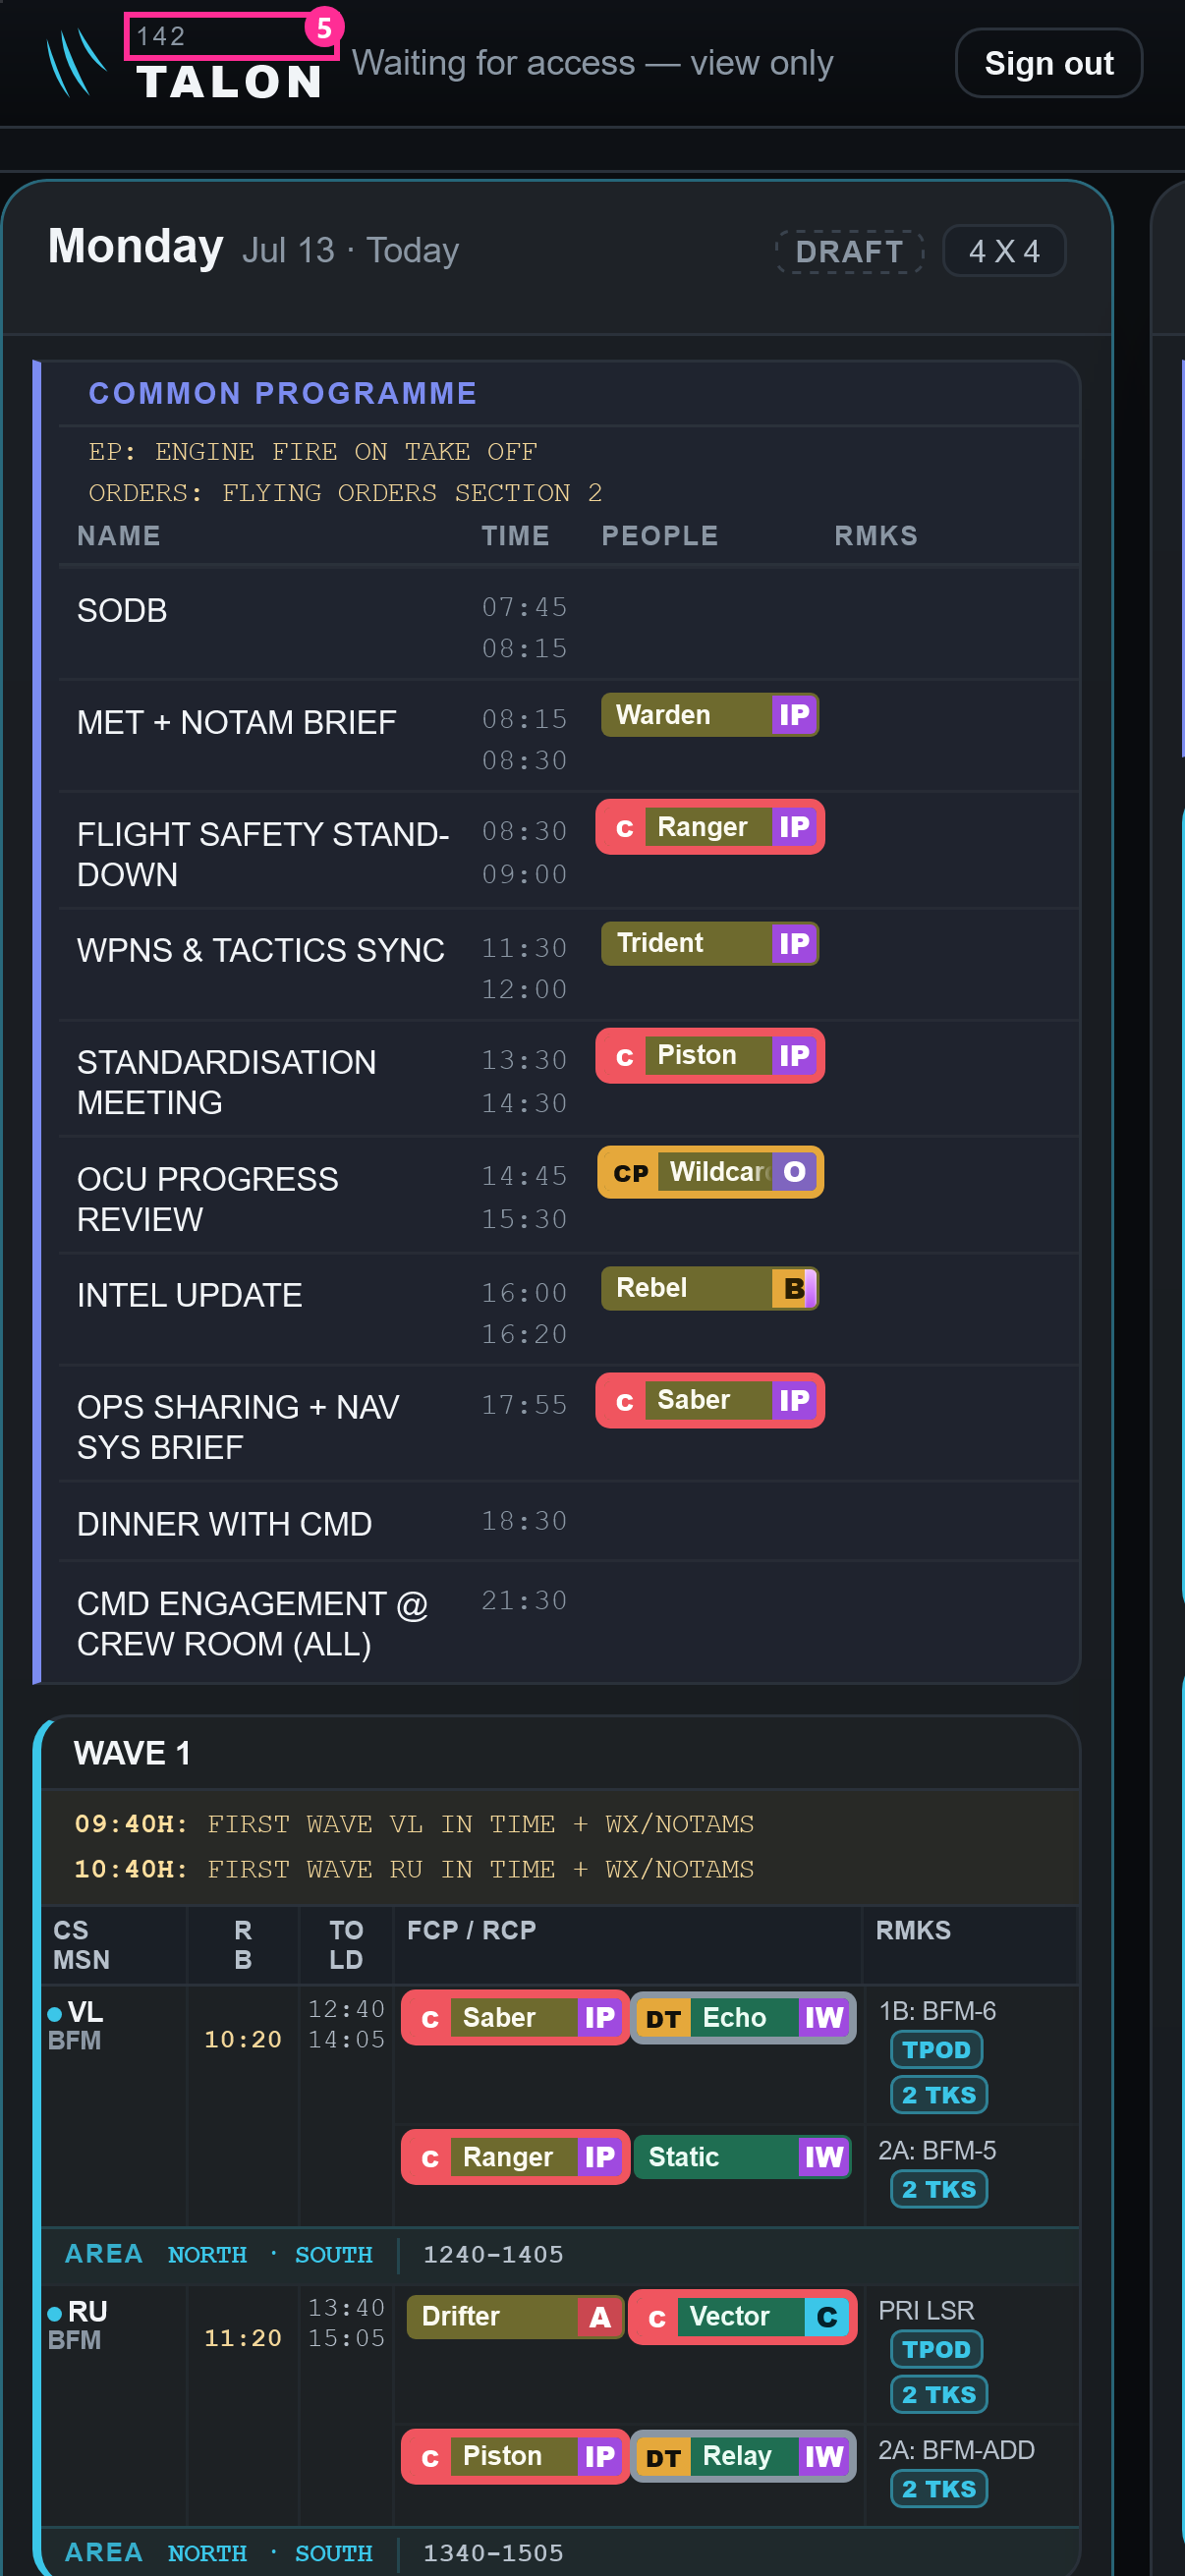 142
5
TALON
Waiting for access — view only
Sign out
Monday Jul 13 · Today
DRAFT
4 X 4
COMMON PROGRAMME
EP: ENGINE FIRE ON TAKE OFF
ORDERS: FLYING ORDERS SECTION 2
NAME TIME PEOPLE RMKS
SODB 07:45
08:15
MET + NOTAM BRIEF 08:15 Warden IP
08:30
FLIGHT SAFETY STAND- 08:30 C Ranger IP
DOWN 09:00
WPNS & TACTICS SYNC 11:30 Trident IP
12:00
STANDARDISATION 13:30 C Piston IP
MEETING 14:30
OCU PROGRESS 14:45 CP Wildcard O
REVIEW 15:30
INTEL UPDATE 16:00 Rebel B
16:20
OPS SHARING + NAV 17:55 C Saber IP
SYS BRIEF
DINNER WITH CMD 18:30
CMD ENGAGEMENT @ 21:30
CREW ROOM (ALL)
WAVE 1
09:40H: FIRST WAVE VL IN TIME + WX/NOTAMS
10:40H: FIRST WAVE RU IN TIME + WX/NOTAMS
CS R TO FCP / RCP RMKS
MSN B LD
VL 12:40 C Saber IP DT Echo IW 1B: BFM-6
BFM 10:20 14:05 TPOD
2 TKS
C Ranger IP Static IW 2A: BFM-5
2 TKS
AREA NORTH · SOUTH 1240–1405
RU 13:40 Drifter A C Vector C PRI LSR
BFM 11:20 15:05 TPOD
2 TKS
C Piston IP DT Relay IW 2A: BFM-ADD
2 TKS
AREA NORTH · SOUTH 1340–1505